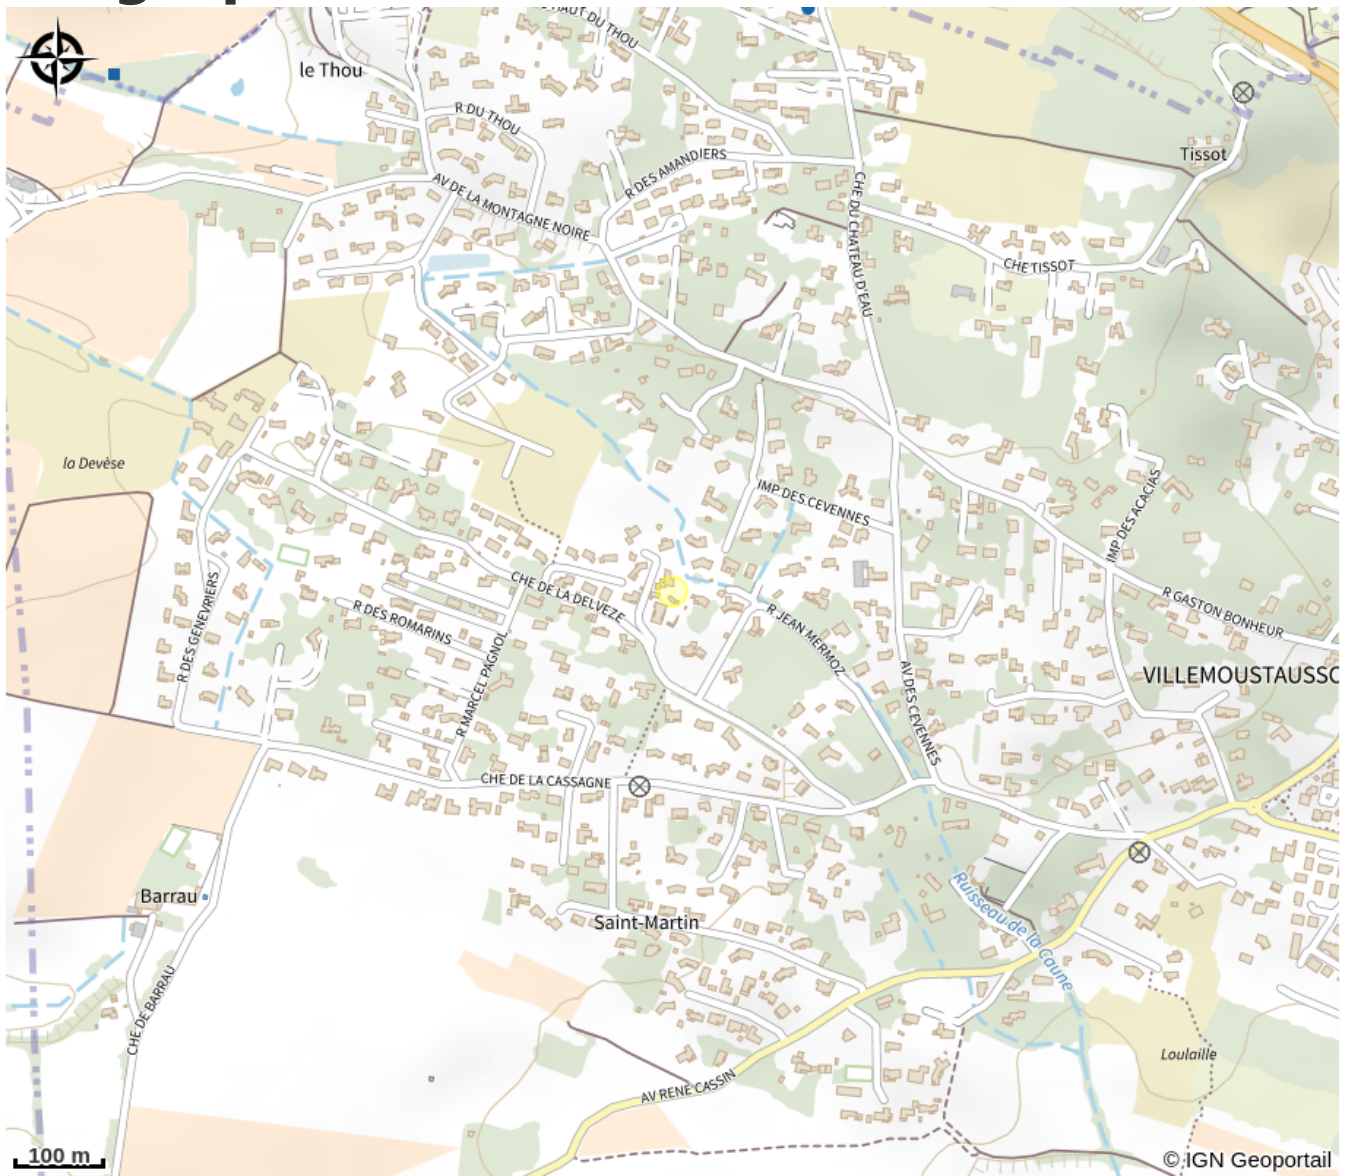 HAUT DU THOU
le Thou
R DU THOU
Tissot
R DES AMANDIERS
AV DE LA MONTAGNE NOIRE
CHE DU CHATEAU D'EAU
CHE TISSOT
la Devèse
IMP DES CEVENNES
IMP DES ACACIAS
CHE DE LA DELVEZE
R DES GENEVRIERS
R DES ROMARINS
R JEAN MERMOZ
R GASTON BONHEUR
R MARCEL PAGNOL
AV DES CEVENNES
VILLEMOUSTAUSSO
CHE DE LA CASSAGNE
Barrau
Ruisseau de la Caune
Saint-Martin
CHE DE BARRAU
Loulaille
AV RENE CASSIN
100 m
© IGN Geoportail